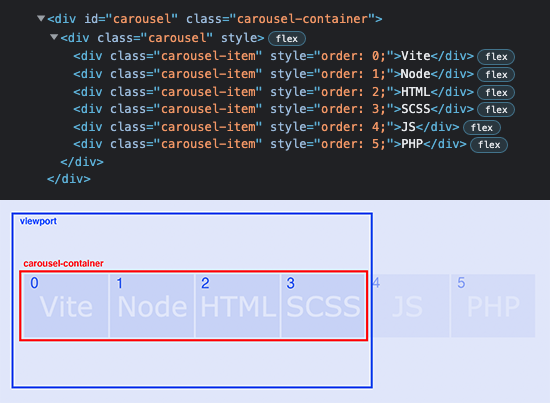 ▼<div id="carousel" class="carousel-container">
▼<div class="carousel" style> flex
<div class="carousel-item" style="order: 0;">Vite</div> flex
<div class="carousel-item" style="order: 1;">Node</div> flex
<div class="carousel-item" style="order: 2;">HTML</div> flex
<div class="carousel-item" style="order: 3;">SCSS</div> flex
<div class="carousel-item" style="order: 4;">JS</div> flex
<div class="carousel-item" style="order: 5;">PHP</div> flex
</div>
</div>
viewport
carousel-container
0 1 2 3 4 5
Vite Node HTML SCSS JS PHP